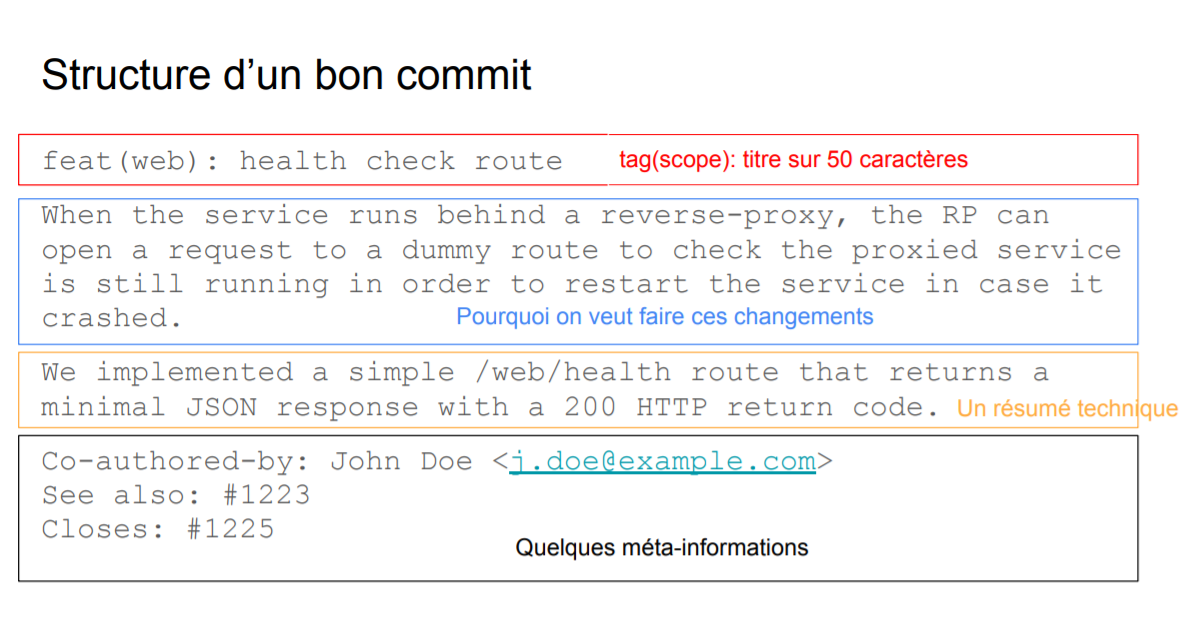 Structure d’un bon commit
feat(web): health check route
tag(scope): titre sur 50 caractères
When the service runs behind a reverse-proxy, the RP can
open a request to a dummy route to check the proxied service
is still running in order to restart the service in case it
crashed.
Pourquoi on veut faire ces changements
We implemented a simple /web/health route that returns a
minimal JSON response with a 200 HTTP return code.
Un résumé technique
Co-authored-by: John Doe <j.doe@example.com>
See also: #1223
Closes: #1225
Quelques méta-informations